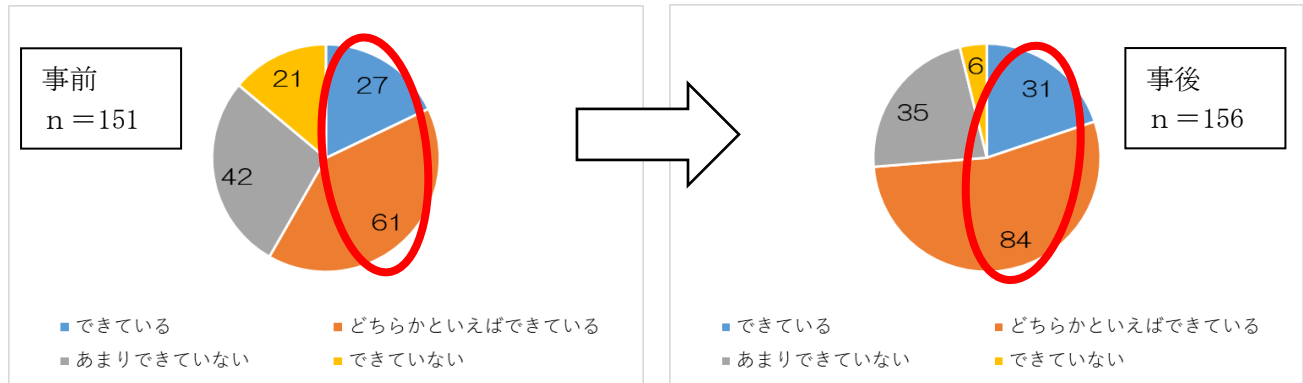 事前
ｎ＝151
27
61
42
21
■ できている ■ どちらかといえばできている
■ あまりできていない ■ できていない
事後
ｎ＝156
31
84
35
6
■ できている ■ どちらかといえばできている
■ あまりできていない ■ できていない